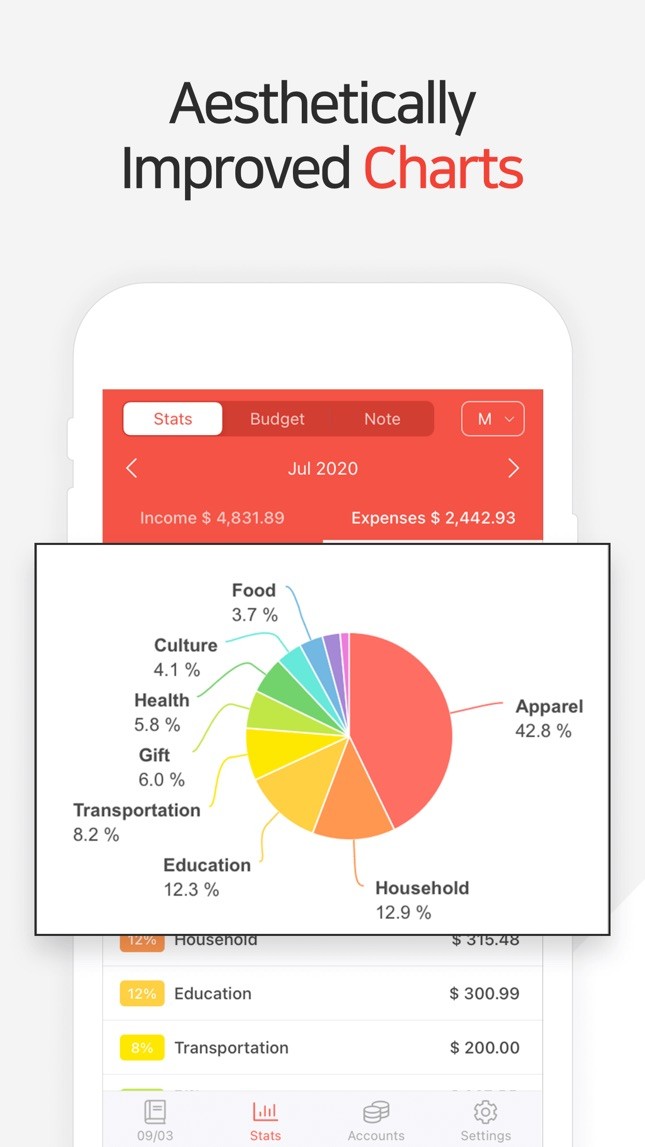 Aesthetically
Improved Charts
Stats Budget Note M
Jul 2020
Income $ 4,831.89 Expenses $ 2,442.93
Food
3.7 %
Culture
4.1 %
Health
5.8 %
Gift
6.0 %
Transportation
8.2 %
Education
12.3 %
Apparel
42.8 %
Household
12.9 %
12% Household $ 315.48
12% Education $ 300.99
8% Transportation $ 200.00
09/03 Stats Accounts Settings